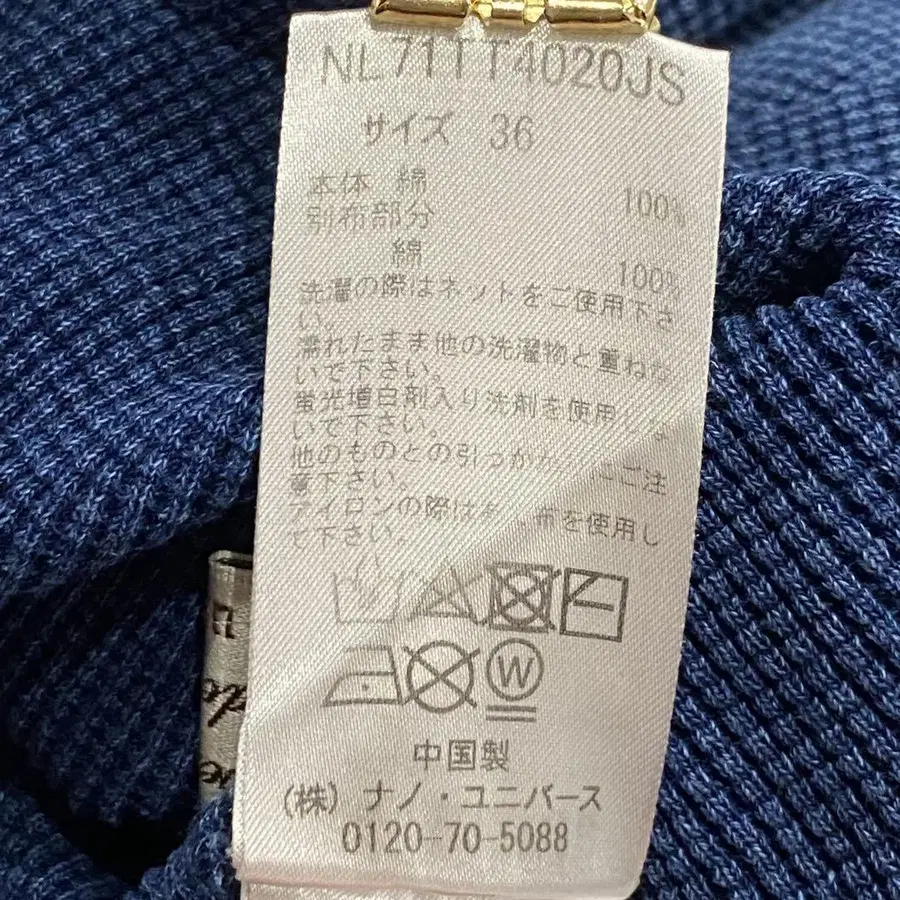 NL71TT4020JS
サイズ 36
本体 綿 100%
別布部分
綿 100%
洗濯の際はネットをご使用下さ
い。
濡れたまま他の洗濯物と重ねな
いで下さい。
蛍光増白剤入り洗剤を使用しな
いで下さい。
他のものとの引っかかりにご注
意下さい。
アイロンの際はあて布を使用し
て下さい。
W
中国製
(株) ナノ・ユニバース
0120-70-5088